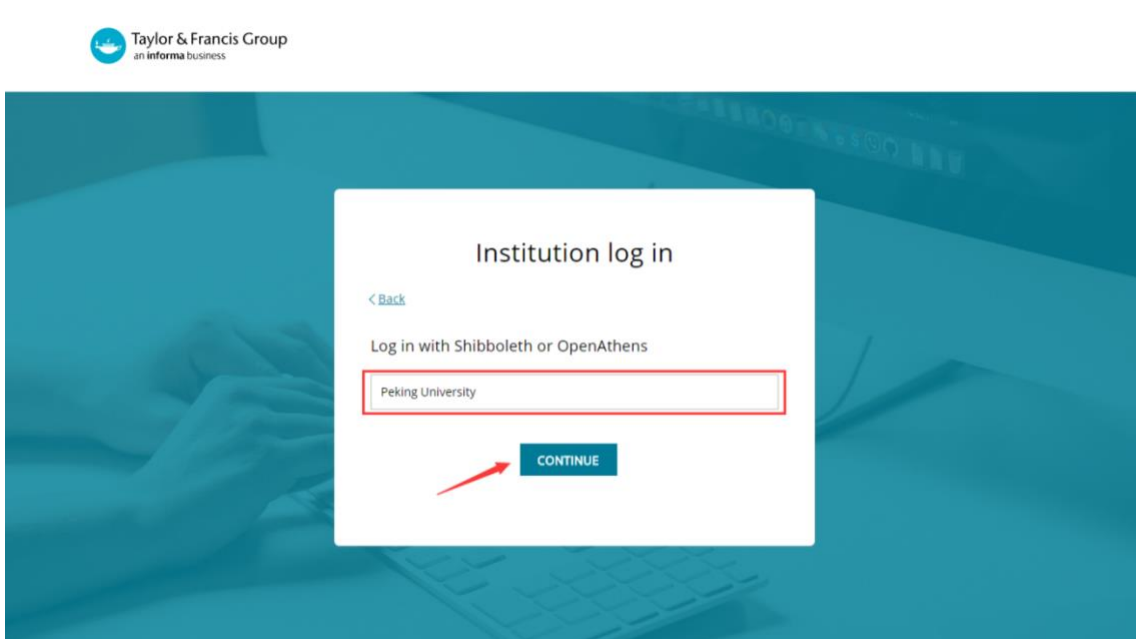 Taylor & Francis Group
an informa business
Institution log in
Back
Log in with Shibboleth or OpenAthens
Peking University
CONTINUE